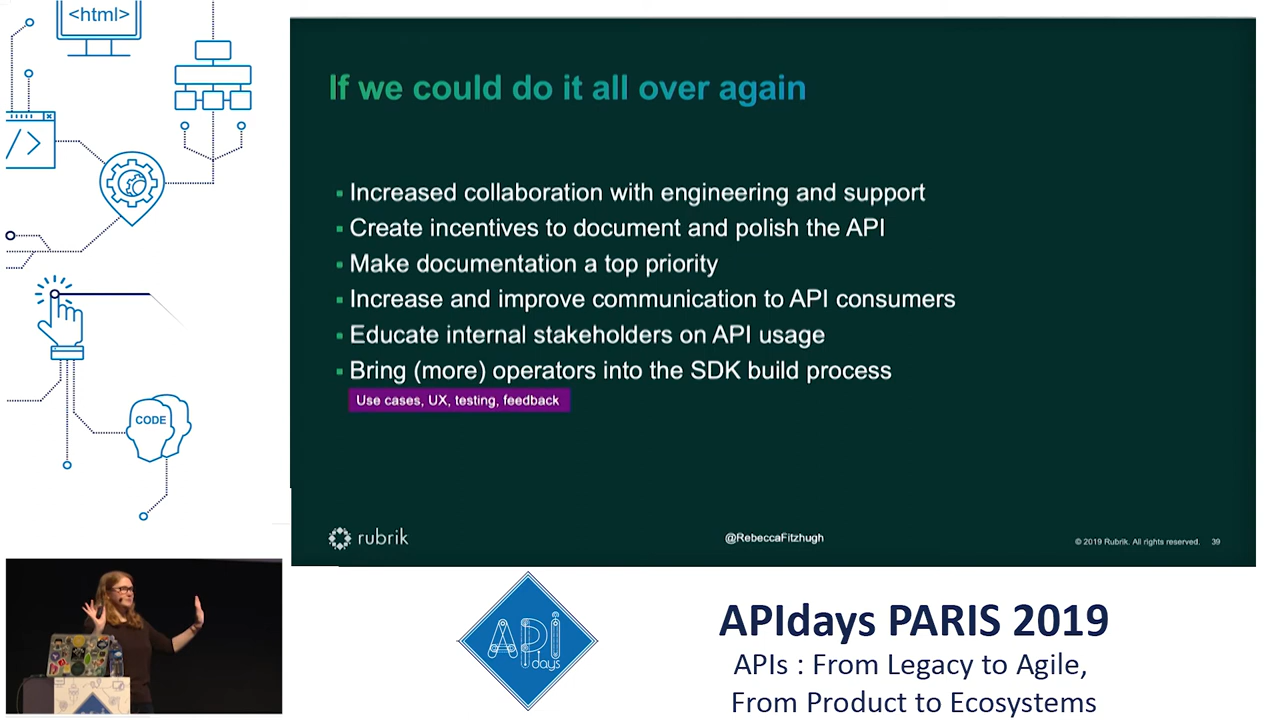 <html>
</>
CODE
If we could do it all over again
Increased collaboration with engineering and support
Create incentives to document and polish the API
Make documentation a top priority
Increase and improve communication to API consumers
Educate internal stakeholders on API usage
Bring (more) operators into the SDK build process
Use cases, UX, testing, feedback
rubrik
@RebeccaFitzhugh
© 2019 Rubrik. All rights reserved. 39
API
days
APIdays PARIS 2019
APIs : From Legacy to Agile,
From Product to Ecosystems